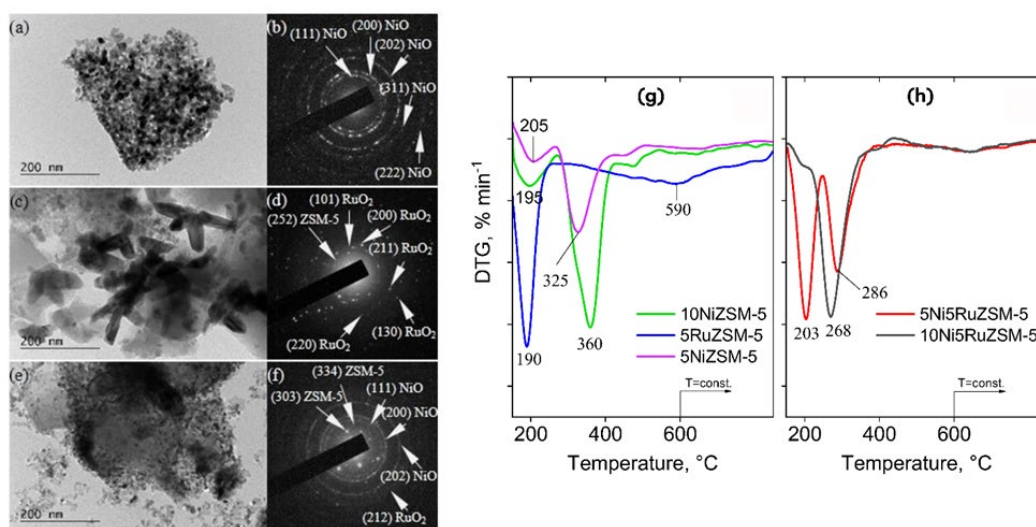 (a)
200 nm
(b)
(200) NiO
(111) NiO
(202) NiO
(311) NiO
(222) NiO
(c)
200 nm
(d)
(101) RuO2
(200) RuO2
(252) ZSM-5
(211) RuO2
(130) RuO2
(220) RuO2
(e)
200 nm
(f)
(334) ZSM-5
(111) NiO
(303) ZSM-5
(200) NiO
(202) NiO
(212) RuO2
(g)
205
195
590
325
360
190
10NiZSM-5
5RuZSM-5
5NiZSM-5
T=const.
DTG, % min-1
200 400 600
Temperature, °C
(h)
286
203 268
5Ni5RuZSM-5
10Ni5RuZSM-5
T=const.
200 400 600
Temperature, °C